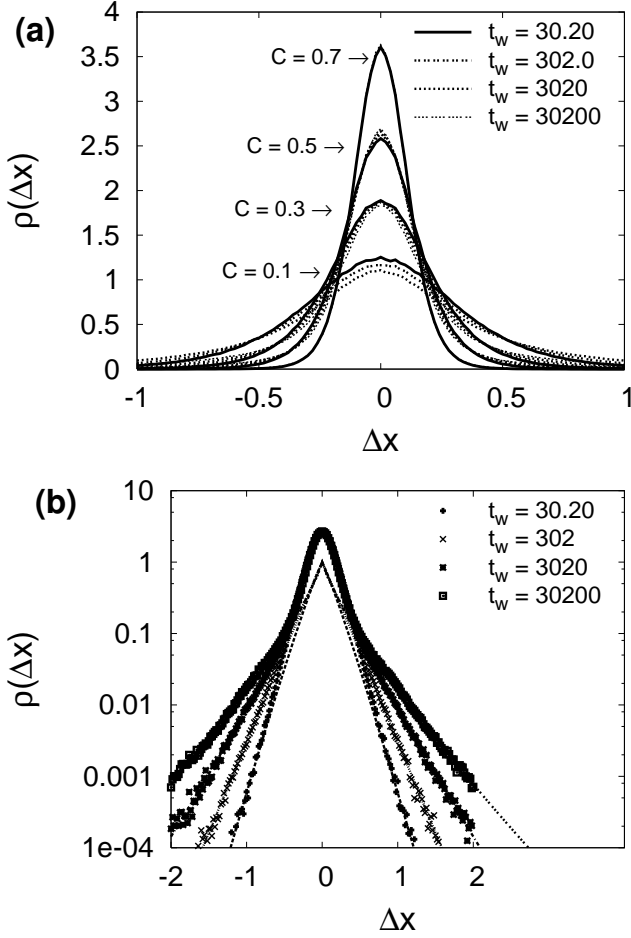 (a)
4
3.5
3
2.5
2
1.5
1
0.5
0
ρ(Δx)
C = 0.7 →
C = 0.5 →
C = 0.3 →
C = 0.1 →
t_w = 30.20
t_w = 302.0
t_w = 3020
t_w = 30200
-1 -0.5 0 0.5 1
Δx
(b)
10
1
0.1
0.01
0.001
1e-04
ρ(Δx)
t_w = 30.20
t_w = 302
t_w = 3020
t_w = 30200
-2 -1 0 1 2
Δx